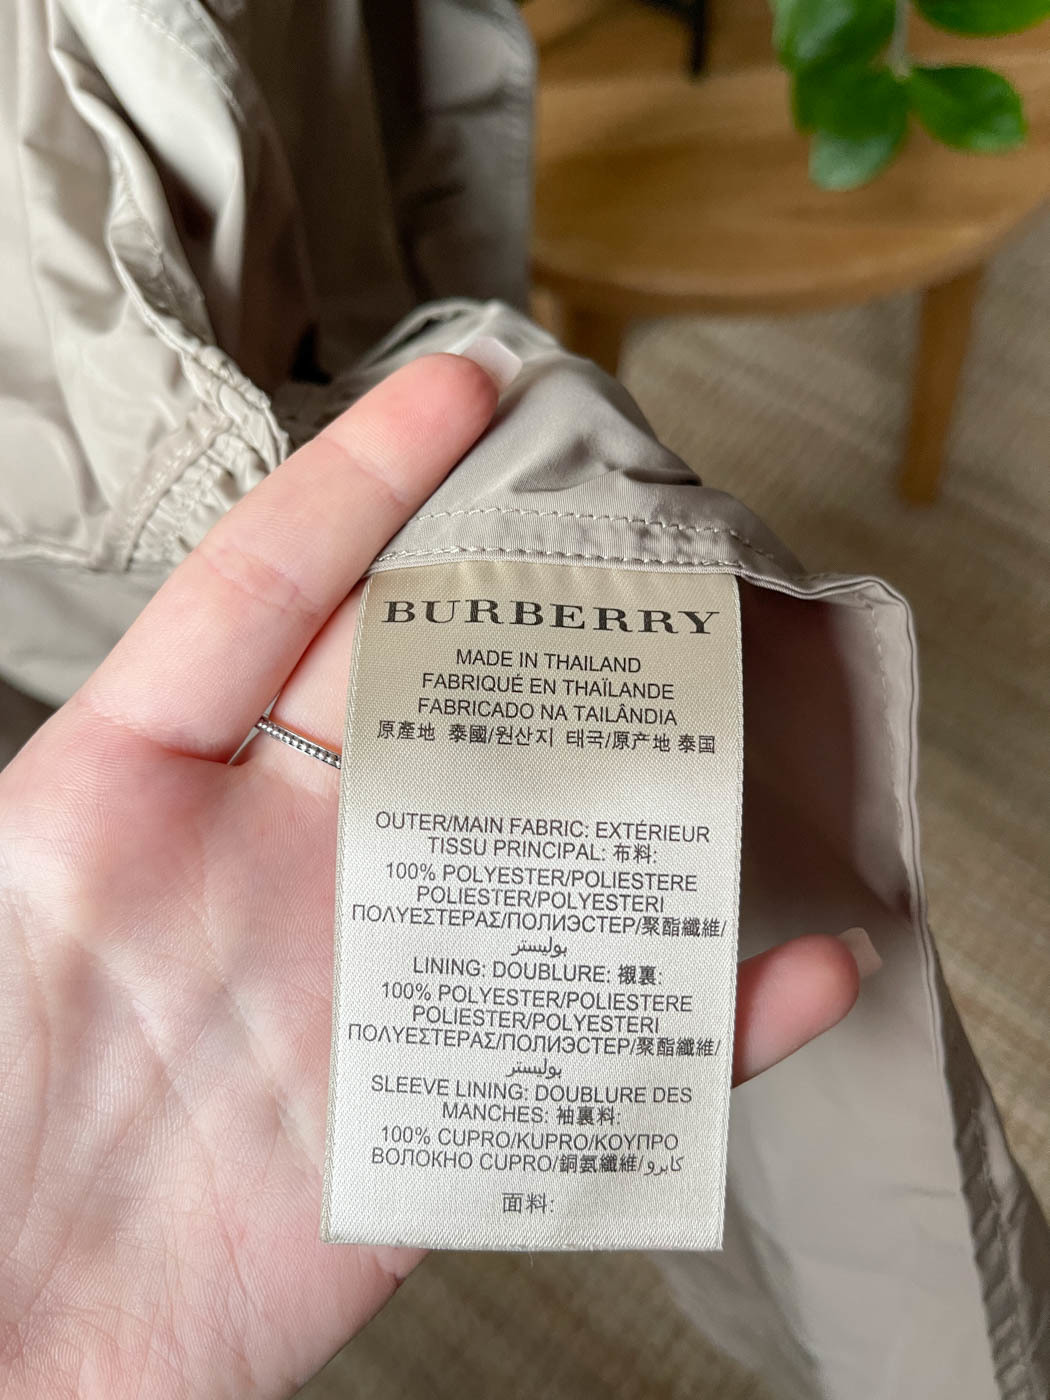 BURBERRY
MADE IN THAILAND
FABRIQUÉ EN THAÏLANDE
FABRICADO NA TAILÂNDIA
原產地 泰國/원산지 태국/原产地 泰国
OUTER/MAIN FABRIC: EXTÉRIEUR
TISSU PRINCIPAL: 布料:
100% POLYESTER/POLIESTERE
POLIESTER/POLYESTERI
ΠΟΛΥΕΣΤΕΡΑΣ/ПОЛИЭСТЕР/聚酯纖維/
بوليستر
LINING: DOUBLURE: 襯裏:
100% POLYESTER/POLIESTERE
POLIESTER/POLYESTERI
ΠΟΛΥΕΣΤΕΡΑΣ/ПОЛИЭСТЕР/聚酯纖維/
بوليستر
SLEEVE LINING: DOUBLURE DES
MANCHES: 袖裏料:
100% CUPRO/KUPRO/ΚΟΥΠΡΟ
ВОЛОКНО CUPRO/銅氨纖維/كابرو
面料: